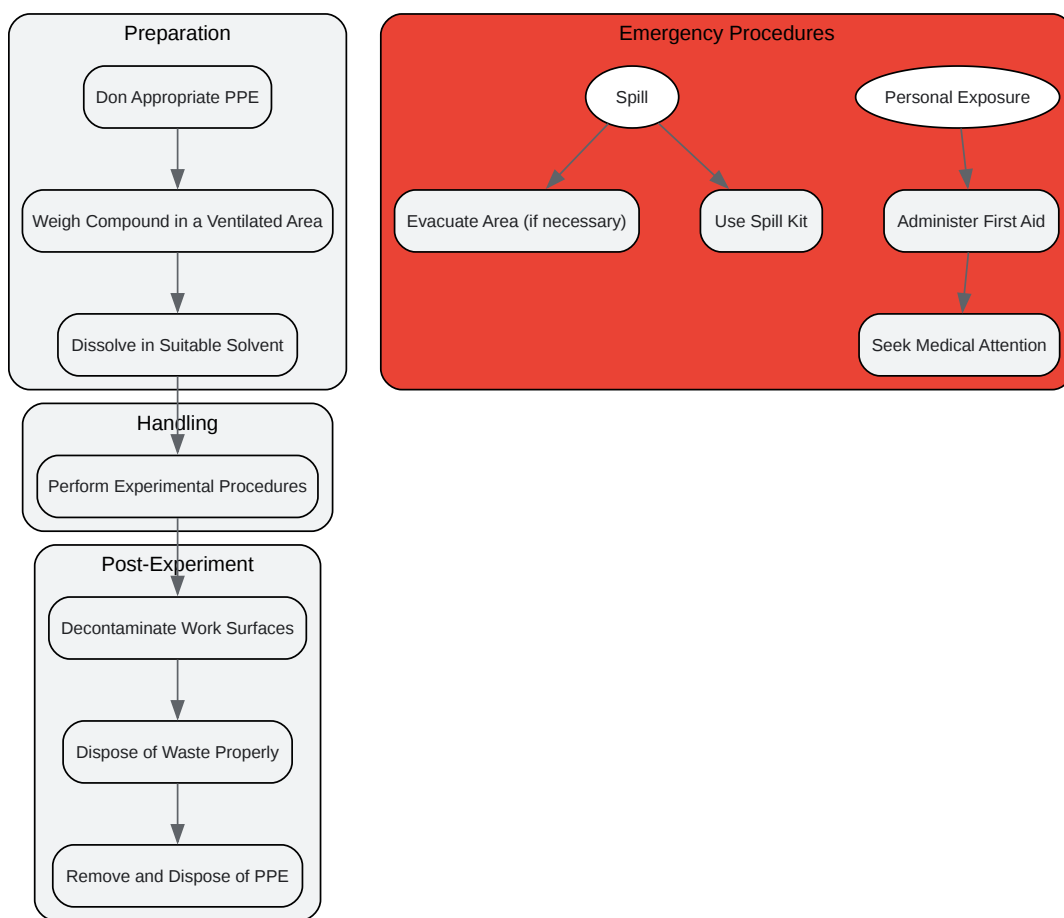 Preparation
Don Appropriate PPE
Weigh Compound in a Ventilated Area
Dissolve in Suitable Solvent
Handling
Perform Experimental Procedures
Post-Experiment
Decontaminate Work Surfaces
Dispose of Waste Properly
Remove and Dispose of PPE
Emergency Procedures
Spill
Personal Exposure
Evacuate Area (if necessary)
Use Spill Kit
Administer First Aid
Seek Medical Attention